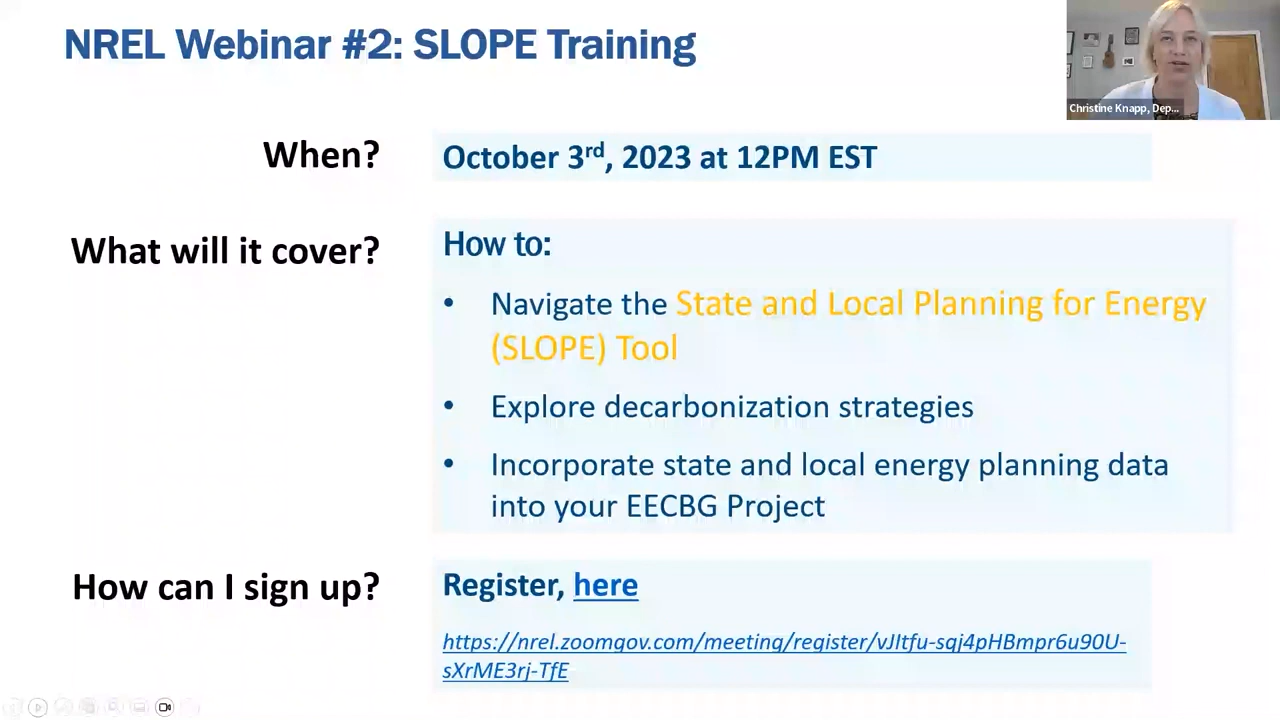 NREL Webinar #2: SLOPE Training
Christine Knapp, Dep...
When?
October 3rd, 2023 at 12PM EST
What will it cover?
How to:
• Navigate the State and Local Planning for Energy
(SLOPE) Tool
• Explore decarbonization strategies
• Incorporate state and local energy planning data
into your EECBG Project
How can I sign up?
Register, here
https://nrel.zoomgov.com/meeting/register/vJItfu-sqj4pHBmpr6u90U-
sXrME3rj-TfE